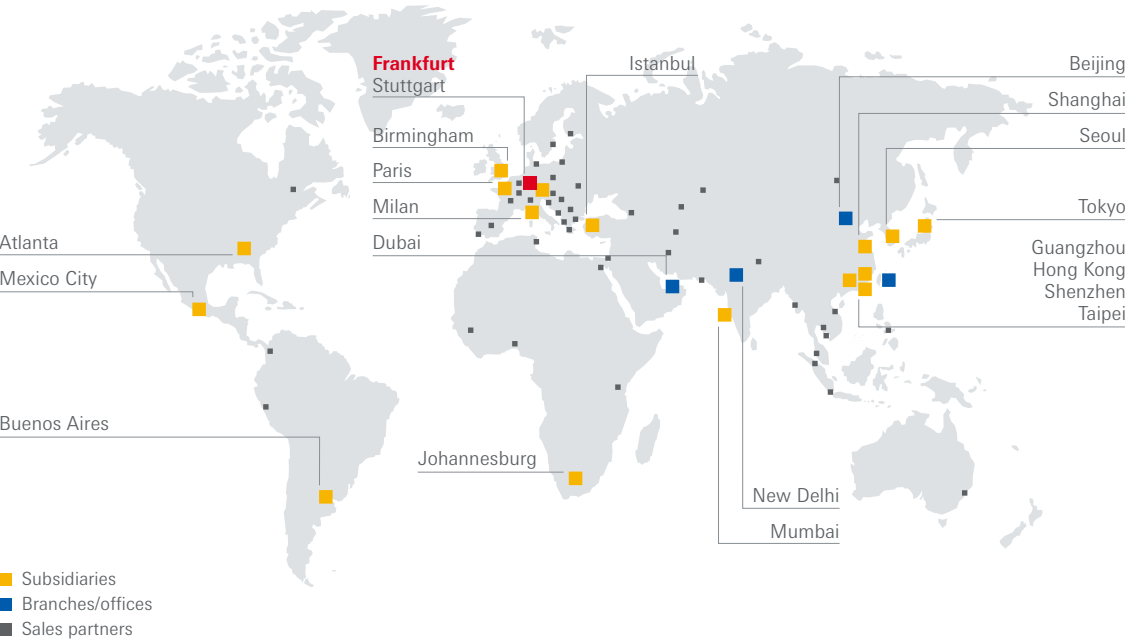 Frankfurt
Stuttgart
Istanbul
Beijing
Shanghai
Seoul
Birmingham
Paris
Milan
Tokyo
Dubai
Atlanta
Mexico City
Guangzhou
Hong Kong
Shenzhen
Taipei
Buenos Aires
Johannesburg
New Delhi
Mumbai
Subsidiaries
Branches/offices
Sales partners